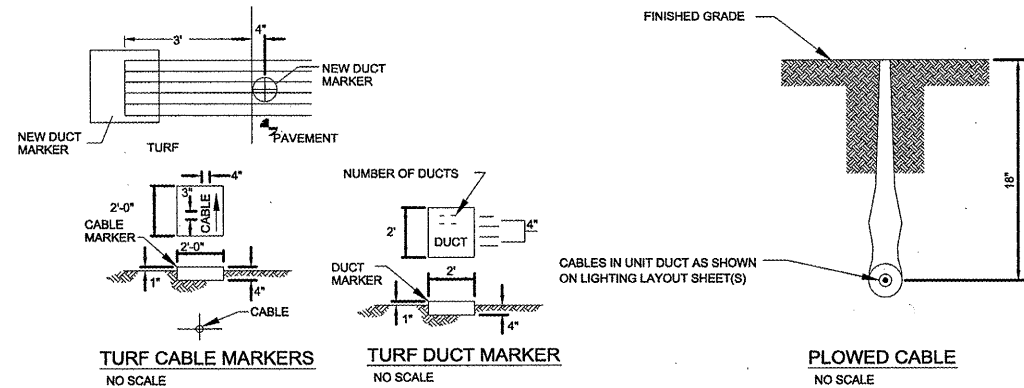 3'
4"
NEW DUCT
MARKER
NEW DUCT
MARKER
TURF
PAVEMENT
4"
3"
CABLE
2'-0"
CABLE
MARKER
2'-0"
1"
4"
CABLE
TURF CABLE MARKERS
NO SCALE
NUMBER OF DUCTS
2'
DUCT
4"
DUCT
MARKER
2'
1"
4"
TURF DUCT MARKER
NO SCALE
FINISHED GRADE
18"
CABLES IN UNIT DUCT AS SHOWN
ON LIGHTING LAYOUT SHEET(S)
PLOWED CABLE
NO SCALE